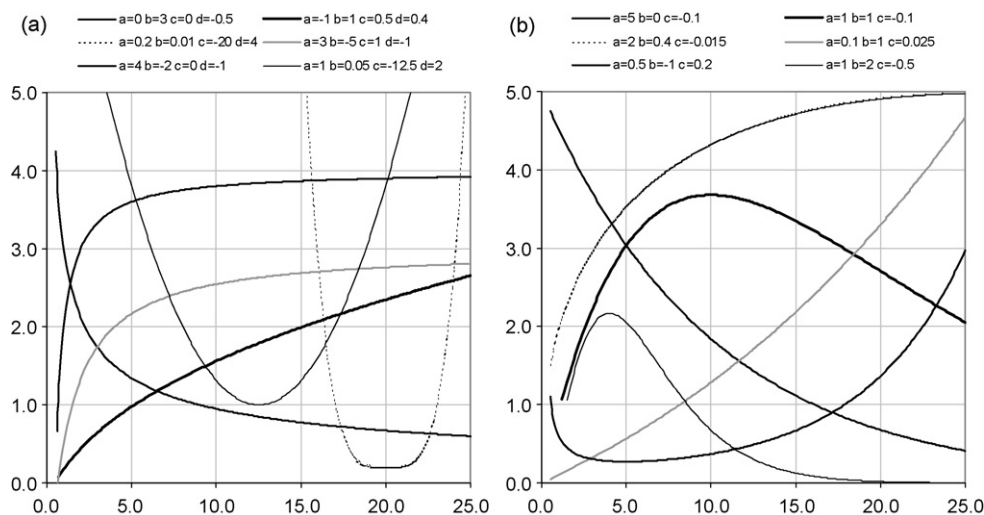 (a)
a=0 b=3 c=0 d=-0.5
a=-1 b=1 c=0.5 d=0.4
a=0.2 b=0.01 c=-20 d=4
a=3 b=-5 c=1 d=-1
a=4 b=-2 c=0 d=-1
a=1 b=0.05 c=-12.5 d=2
5.0
4.0
3.0
2.0
1.0
0.0
0.0 5.0 10.0 15.0 20.0 25.0
(b)
a=5 b=0 c=-0.1
a=1 b=1 c=-0.1
a=2 b=0.4 c=-0.015
a=0.1 b=1 c=0.025
a=0.5 b=-1 c=0.2
a=1 b=2 c=-0.5
5.0
4.0
3.0
2.0
1.0
0.0
0.0 5.0 10.0 15.0 20.0 25.0